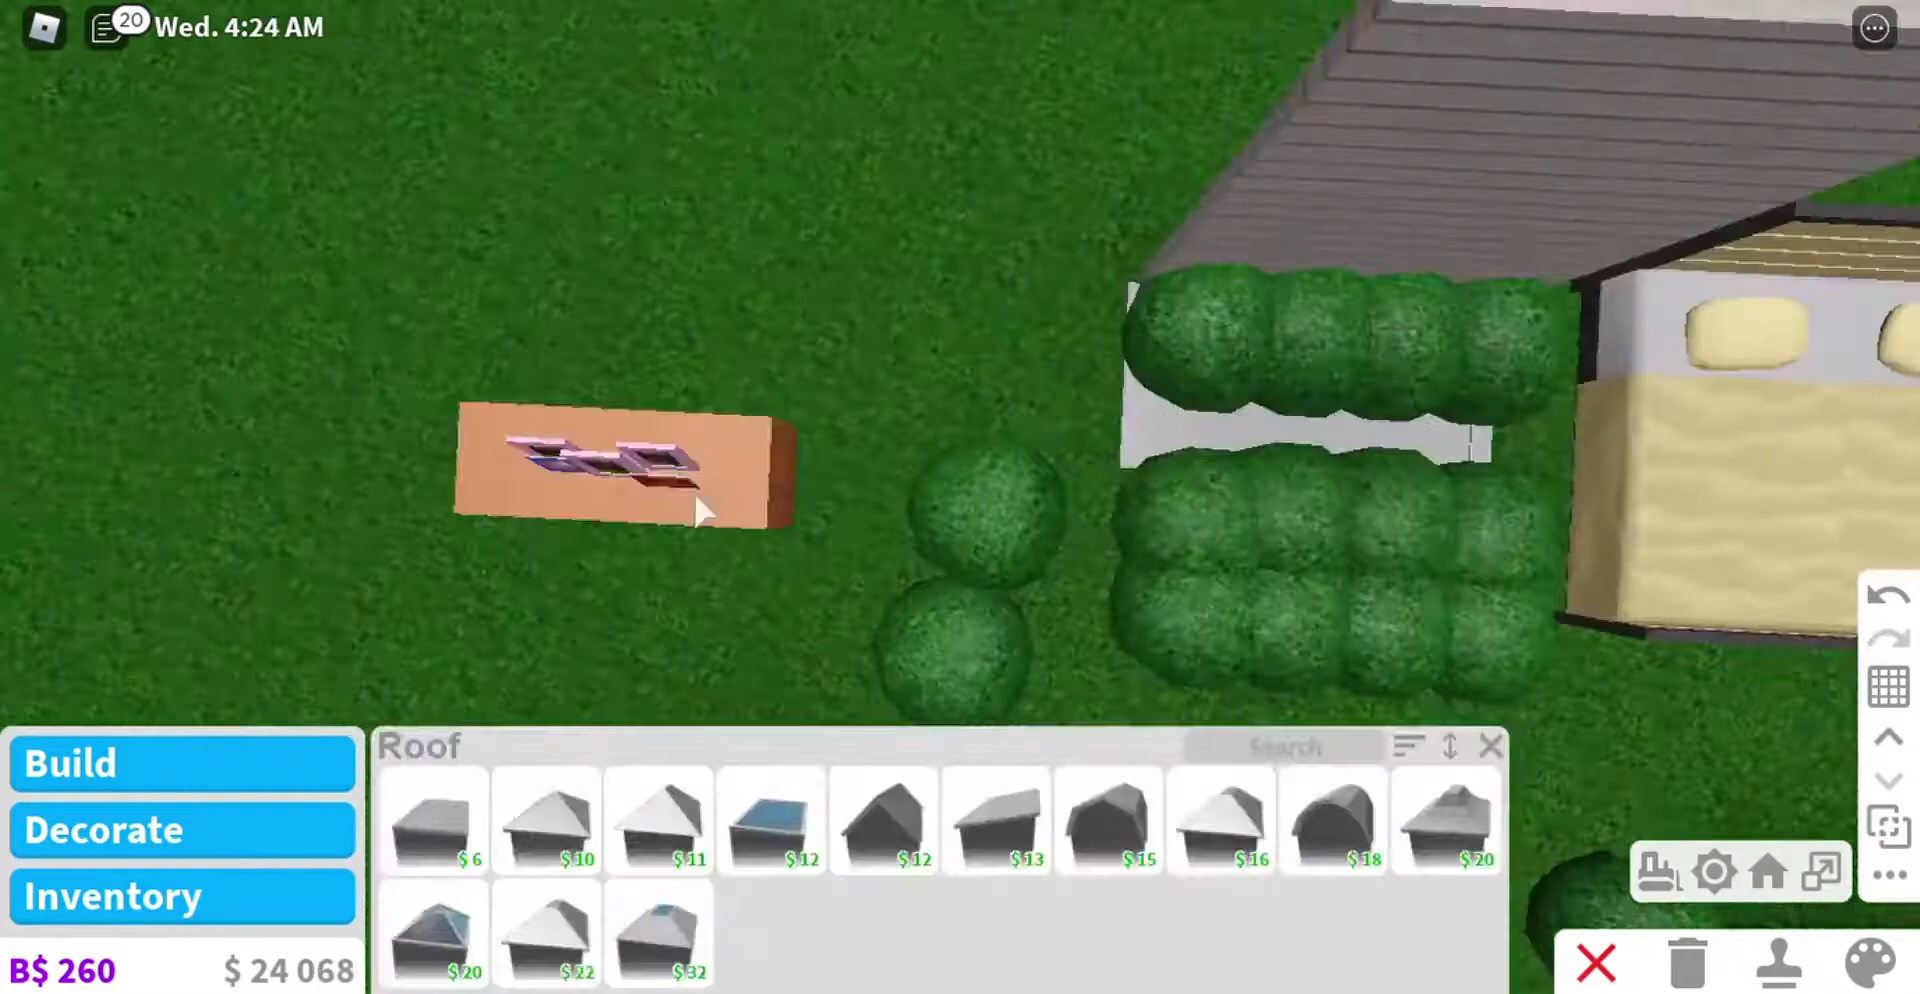 20
Wed. 4:24 AM
Build
Decorate
Inventory
B$ 260
$ 24 068
Roof
Search
$ 6
$ 10
$ 11
$ 12
$ 12
$ 13
$ 15
$ 16
$ 18
$ 20
$ 20
$ 22
$ 32